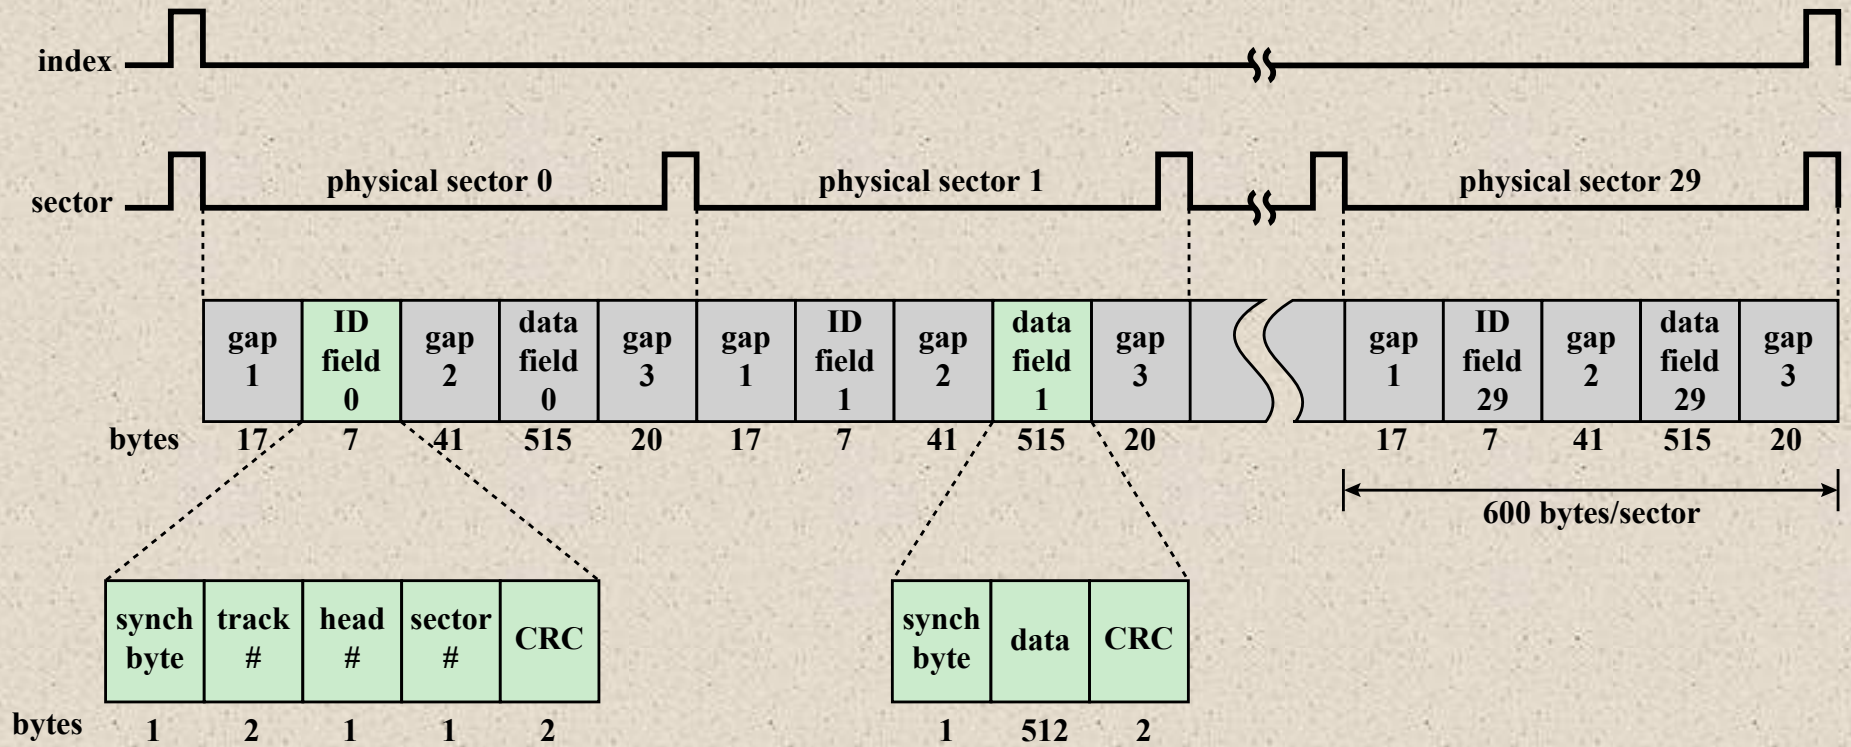 index
sector
physical sector 0
physical sector 1
physical sector 29
gap 1
ID field 0
gap 2
data field 0
gap 3
gap 1
ID field 1
gap 2
data field 1
gap 3
gap 1
ID field 29
gap 2
data field 29
gap 3
bytes 17 7 41 515 20 17 7 41 515 20 17 7 41 515 20
600 bytes/sector
synch byte
track #
head #
sector #
CRC
synch byte
data
CRC
bytes 1 2 1 1 2 1 512 2